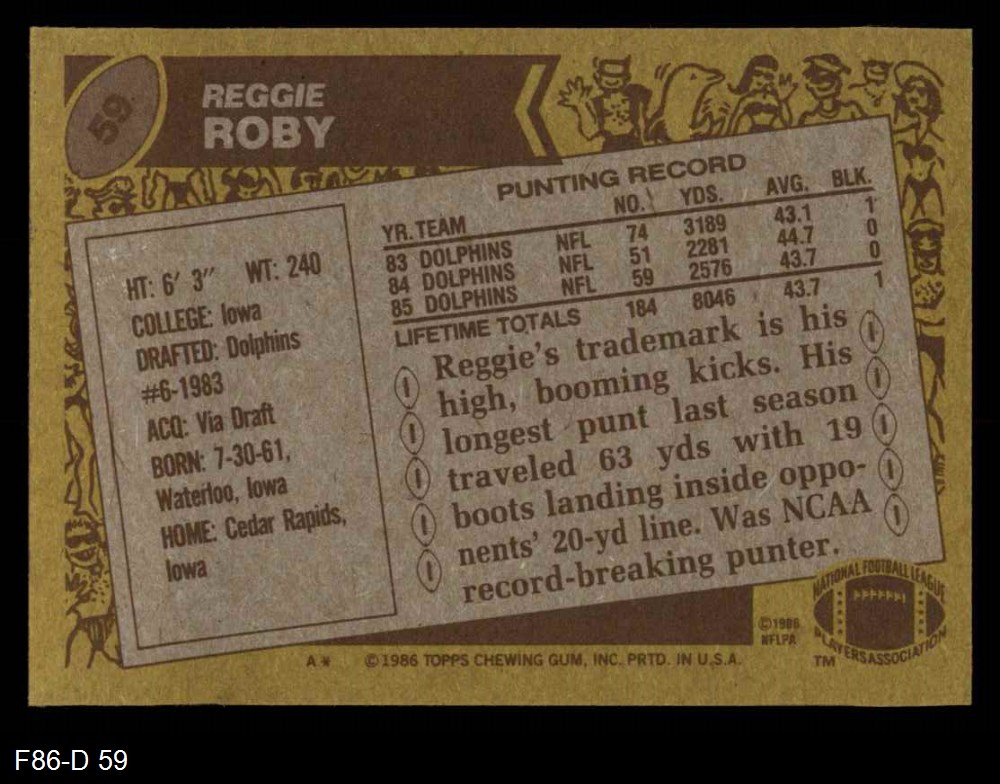 59
REGGIE
ROBY
PUNTING RECORD
YR. TEAM NO. YDS. AVG. BLK.
83 DOLPHINS NFL 74 3189 43.1 1
84 DOLPHINS NFL 51 2281 44.7 0
85 DOLPHINS NFL 59 2576 43.7 0
LIFETIME TOTALS 184 8046 43.7 1
HT: 6' 3" WT: 240
COLLEGE: Iowa
DRAFTED: Dolphins
#6-1983
ACQ: Via Draft
BORN: 7-30-61,
Waterloo, Iowa
HOME: Cedar Rapids,
Iowa
Reggie's trademark is his
high, booming kicks. His
longest punt last season
traveled 63 yds with 19
boots landing inside oppo-
nents' 20-yd line. Was NCAA
record-breaking punter.
©1986
NFLPA
NATIONAL FOOTBALL LEAGUE
PLAYERS ASSOCIATION
TM
A* ©1986 TOPPS CHEWING GUM, INC. PRTD. IN U.S.A.
F86-D 59